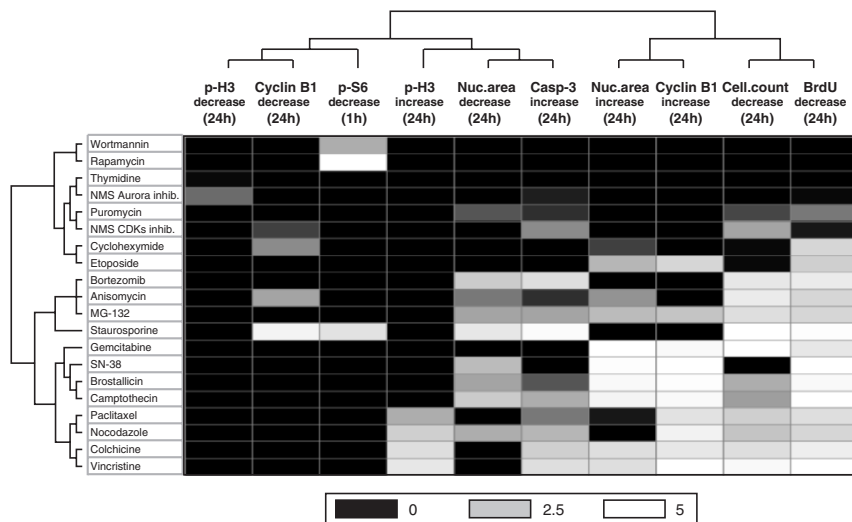 p-H3 Cyclin B1 p-S6 p-H3 Nuc.area Casp-3 Nuc.area Cyclin B1 Cell.count BrdU
decrease decrease decrease increase decrease increase increase increase decrease decrease
(24h) (24h) (1h) (24h) (24h) (24h) (24h) (24h) (24h) (24h)
Wortmannin
Rapamycin
Thymidine
NMS Aurora inhib.
Puromycin
NMS CDKs inhib.
Cyclohexymide
Etoposide
Bortezomib
Anisomycin
MG-132
Staurosporine
Gemcitabine
SN-38
Brostallicin
Camptothecin
Paclitaxel
Nocodazole
Colchicine
Vincristine
0 2.5 5